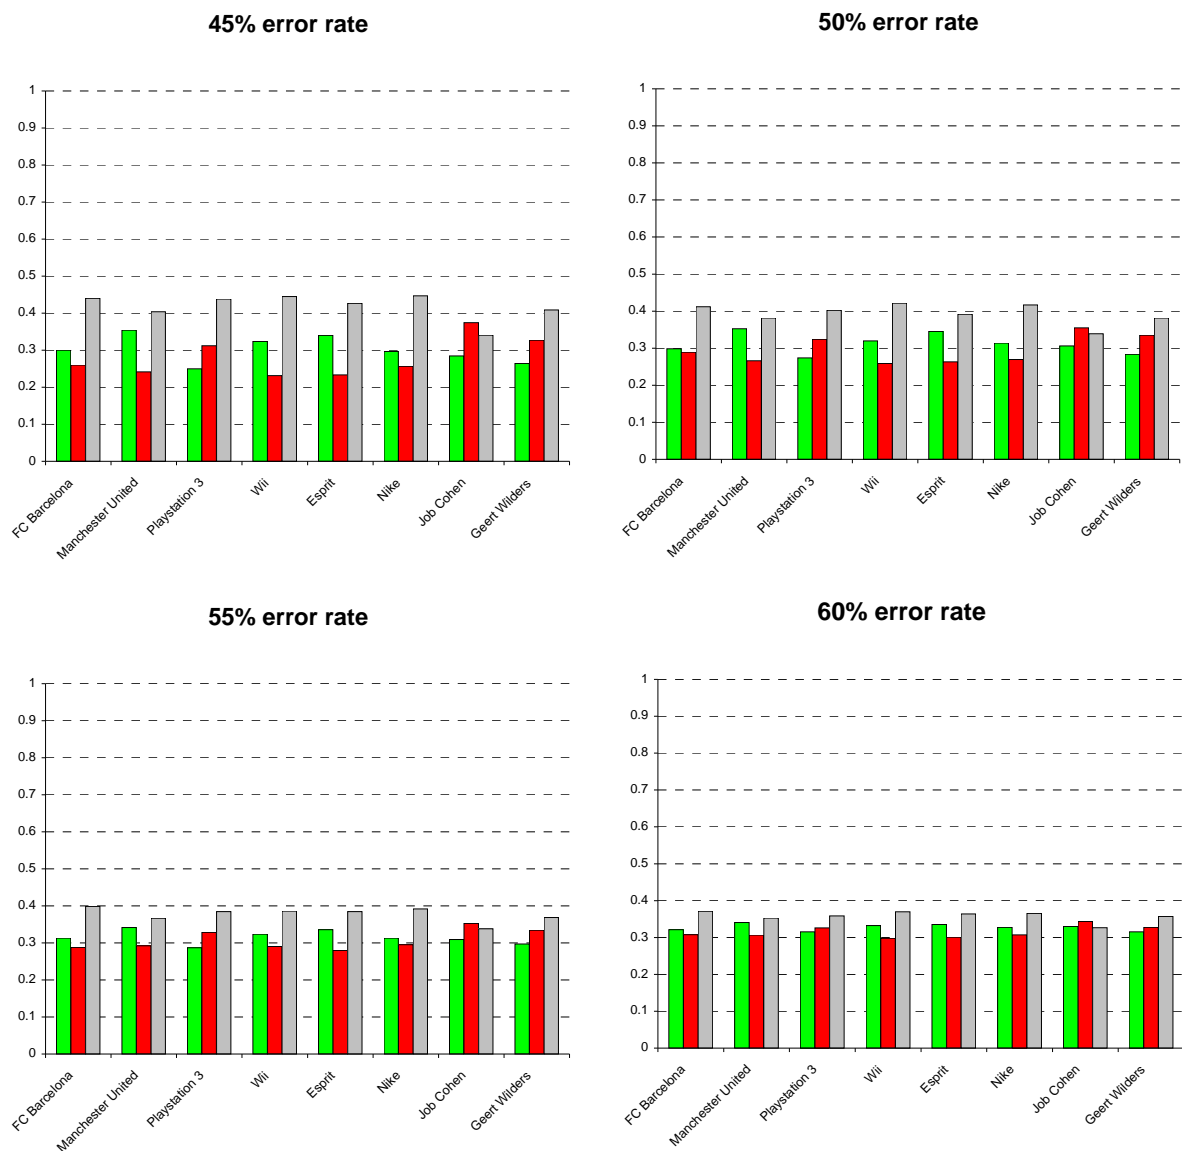 45% error rate
1
0.9
0.8
0.7
0.6
0.5
0.4
0.3
0.2
0.1
0
FC Barcelona
Manchester United
Playstation 3
Wii
Esprit
Nike
Job Cohen
Geert Wilders
50% error rate
1
0.9
0.8
0.7
0.6
0.5
0.4
0.3
0.2
0.1
0
FC Barcelona
Manchester United
Playstation 3
Wii
Esprit
Nike
Job Cohen
Geert Wilders
55% error rate
1
0.9
0.8
0.7
0.6
0.5
0.4
0.3
0.2
0.1
0
FC Barcelona
Manchester United
Playstation 3
Wii
Esprit
Nike
Job Cohen
Geert Wilders
60% error rate
1
0.9
0.8
0.7
0.6
0.5
0.4
0.3
0.2
0.1
0
FC Barcelona
Manchester United
Playstation 3
Wii
Esprit
Nike
Job Cohen
Geert Wilders